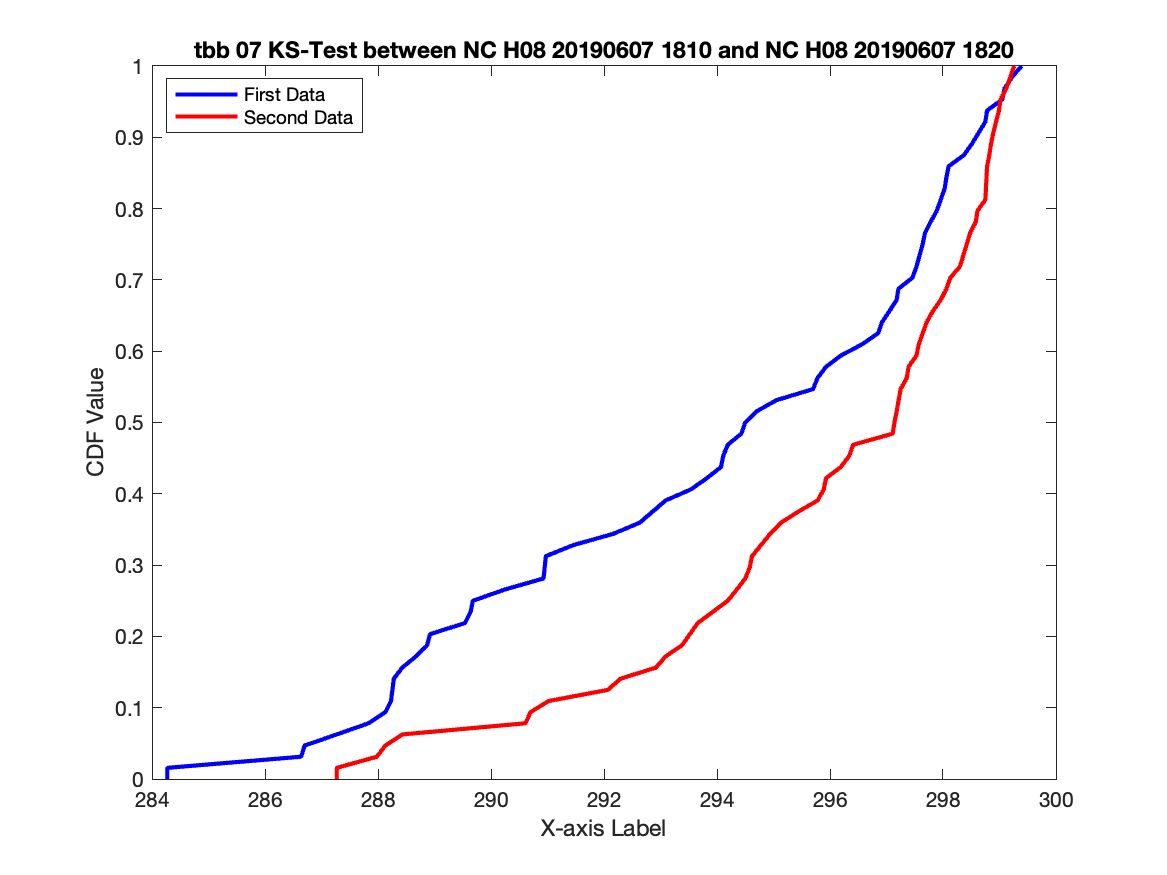 tbb 07 KS-Test between NC H08 20190607 1810 and NC H08 20190607 1820
First Data
Second Data
1
0.9
0.8
0.7
0.6
0.5
0.4
0.3
0.2
0.1
0
CDF Value
284 286 288 290 292 294 296 298 300
X-axis Label